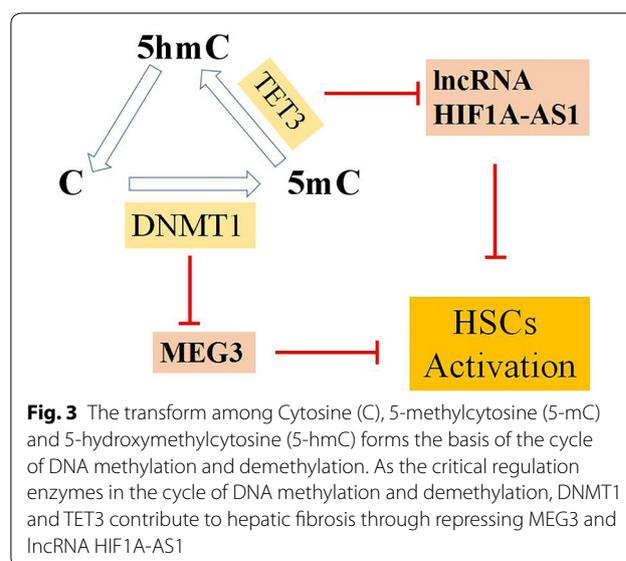 5hmC
TET3
lncRNA
HIF1A-AS1
C
5mC
DNMT1
MEG3
HSCs
Activation
Fig. 3 The transform among Cytosine (C), 5-methylcytosine (5-mC)
and 5-hydroxymethylcytosine (5-hmC) forms the basis of the cycle
of DNA methylation and demethylation. As the critical regulation
enzymes in the cycle of DNA methylation and demethylation, DNMT1
and TET3 contribute to hepatic fibrosis through repressing MEG3 and
lncRNA HIF1A-AS1